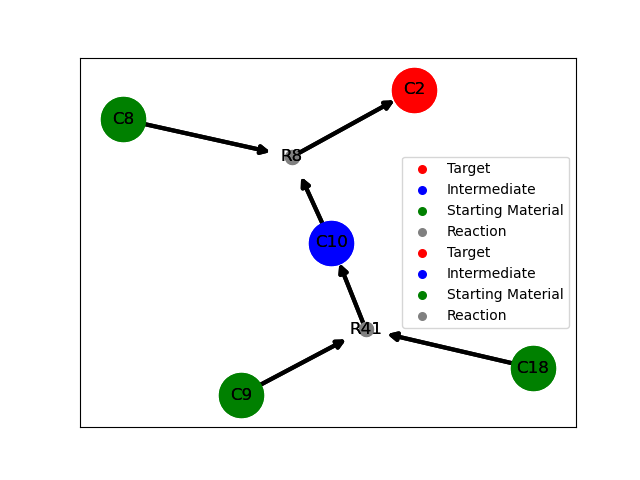 C2
C8
R8
Target
Intermediate
Starting Material
Reaction
Target
Intermediate
Starting Material
Reaction
C10
R41
C18
C9